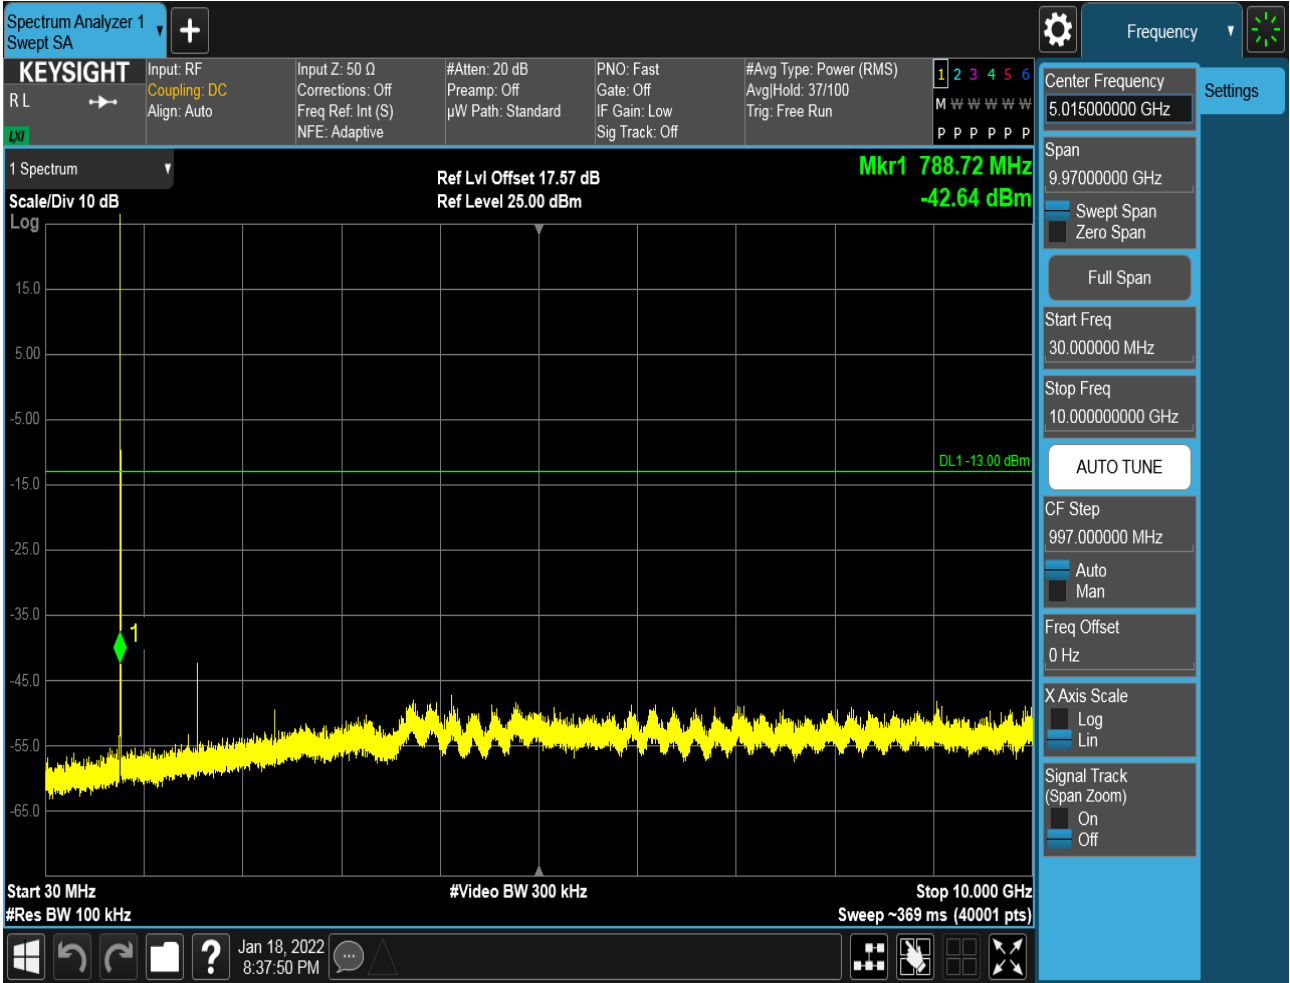 Spectrum Analyzer 1
Swept SA
Frequency
KEYSIGHT
R L
LXI
Input: RF
Coupling: DC
Align: Auto
Input Z: 50 Ω
Corrections: Off
Freq Ref: Int (S)
NFE: Adaptive
#Atten: 20 dB
Preamp: Off
µW Path: Standard
PNO: Fast
Gate: Off
IF Gain: Low
Sig Track: Off
#Avg Type: Power (RMS)
Avg|Hold: 37/100
Trig: Free Run
1 2 3 4 5 6
M W W W W W
P P P P P P
1 Spectrum
Scale/Div 10 dB
Log
Ref Lvl Offset 17.57 dB
Ref Level 25.00 dBm
Mkr1 788.72 MHz
-42.64 dBm
15.0
5.00
-5.00
-15.0
-25.0
-35.0
-45.0
-55.0
-65.0
DL1 -13.00 dBm
1
Start 30 MHz
#Video BW 300 kHz
Stop 10.000 GHz
#Res BW 100 kHz
Sweep ~369 ms (40001 pts)
Jan 18, 2022
8:37:50 PM
?
Center Frequency
5.015000000 GHz
Settings
Span
9.97000000 GHz
Swept Span
Zero Span
Full Span
Start Freq
30.000000 MHz
Stop Freq
10.000000000 GHz
AUTO TUNE
CF Step
997.000000 MHz
Auto
Man
Freq Offset
0 Hz
X Axis Scale
Log
Lin
Signal Track
(Span Zoom)
On
Off